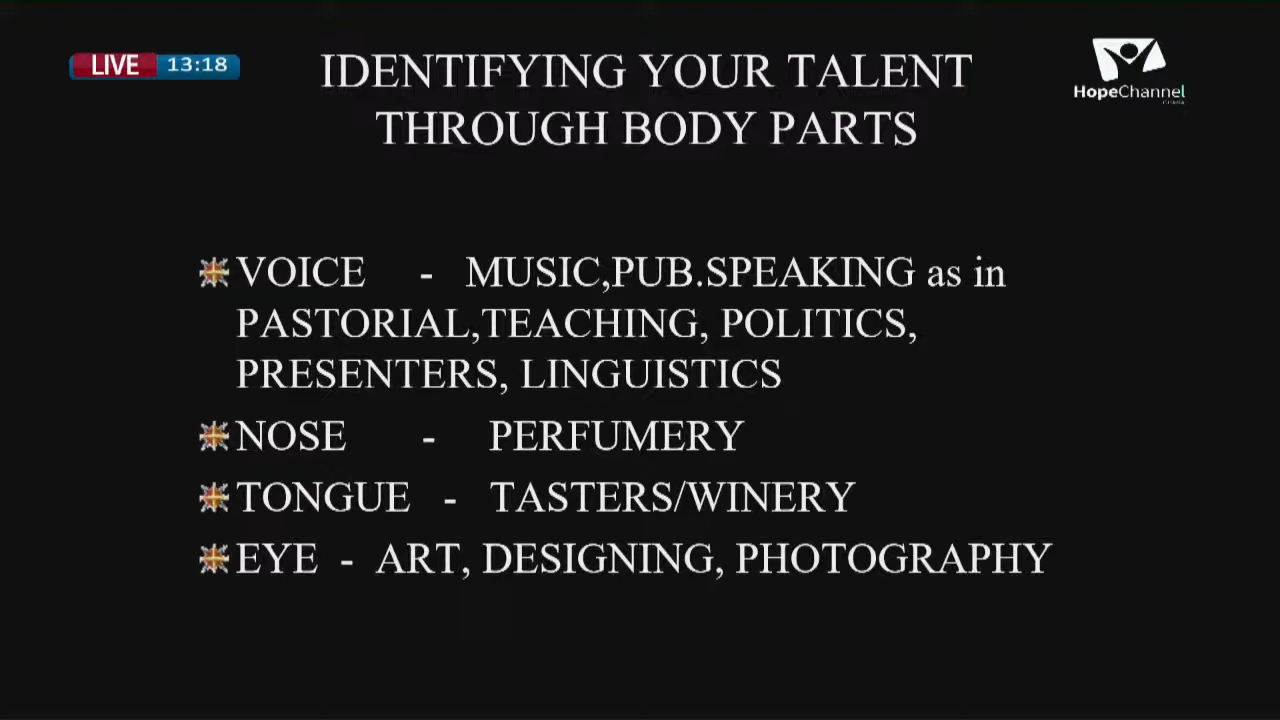 LIVE 13:18
IDENTIFYING YOUR TALENT
THROUGH BODY PARTS
HopeChannel
VOICE - MUSIC,PUB.SPEAKING as in
PASTORIAL,TEACHING, POLITICS,
PRESENTERS, LINGUISTICS
NOSE - PERFUMERY
TONGUE - TASTERS/WINERY
EYE - ART, DESIGNING, PHOTOGRAPHY